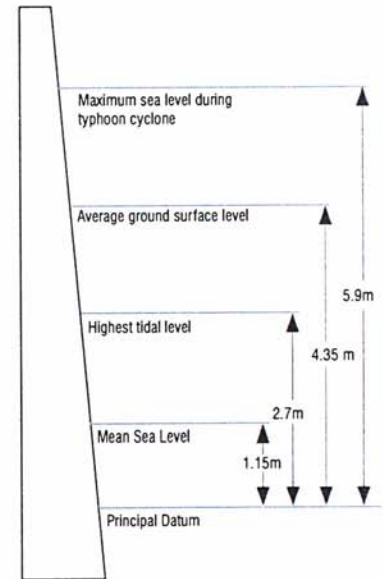 Maximum sea level during
typhoon cyclone
Average ground surface level
5.9m
4.35 m
Highest tidal level
2.7m
Mean Sea Level
1.15m
Principal Datum